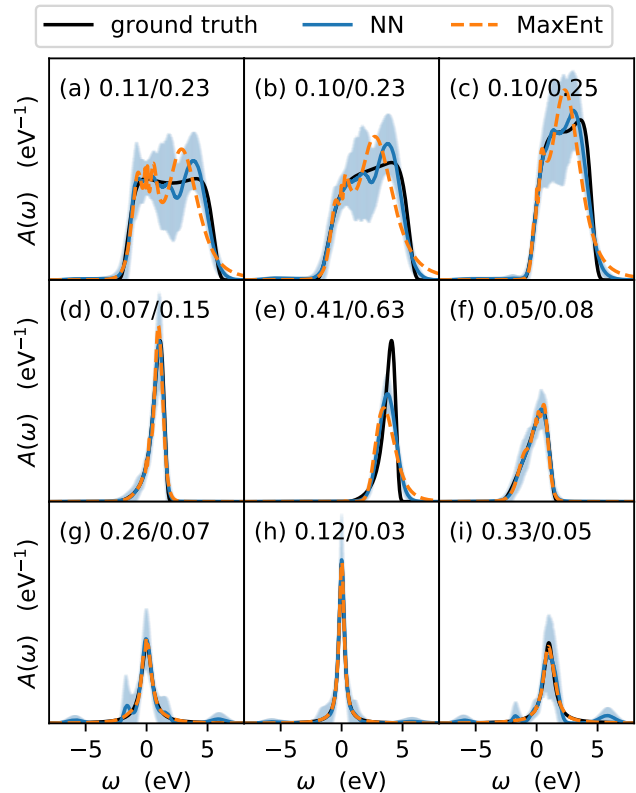 ground truth NN MaxEnt
(a) 0.11/0.23 (b) 0.10/0.23 (c) 0.10/0.25
A(ω) (eV⁻¹)
(d) 0.07/0.15 (e) 0.41/0.63 (f) 0.05/0.08
A(ω) (eV⁻¹)
(g) 0.26/0.07 (h) 0.12/0.03 (i) 0.33/0.05
A(ω) (eV⁻¹)
−5 0 5 −5 0 5 −5 0 5
ω (eV) ω (eV) ω (eV)